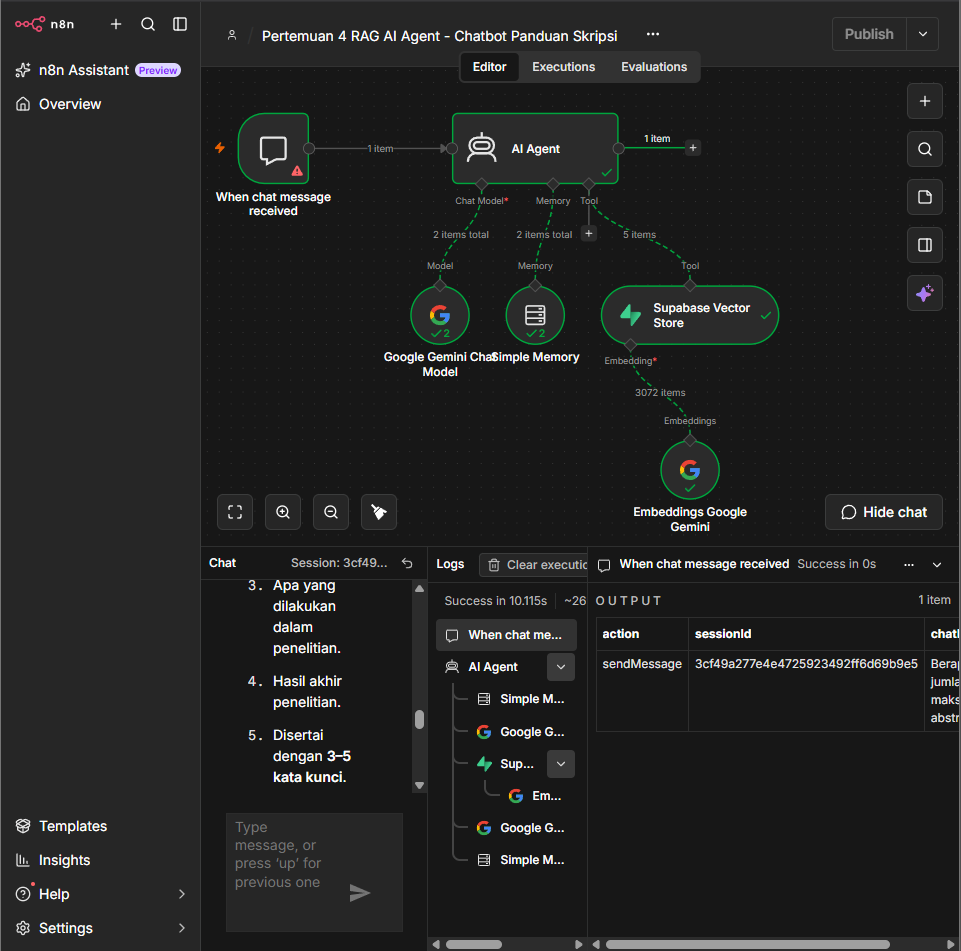 n8n
n8n Assistant Preview
Overview
Templates
Insights
Help
Settings
Pertemuan 4 RAG AI Agent - Chatbot Panduan Skripsi
Publish
Editor Executions Evaluations
When chat message
received
1 item
AI Agent
1 item
Chat Model* Memory Tool
2 items total 2 items total 5 items
Model Memory Tool
2
Google Gemini Chat
Model
2
Simple Memory
Supabase Vector
Store
Embedding*
3072 items
Embeddings
Embeddings Google
Gemini
Hide chat
Chat Session: 3cf49...
3. Apa yang
dilakukan
dalam
penelitian.
4. Hasil akhir
penelitian.
5. Disertai
dengan 3–5
kata kunci.
Type
message, or
press 'up' for
previous one
Logs Clear executio
Success in 10.115s ~26
When chat me...
AI Agent
Simple M...
Google G...
Sup...
Em...
Google G...
Simple M...
When chat message received Success in 0s
OUTPUT 1 item
action sessionId chatI
sendMessage 3cf49a277e4e4725923492ff6d69b9e5 Berap
jumla
maks
abstr